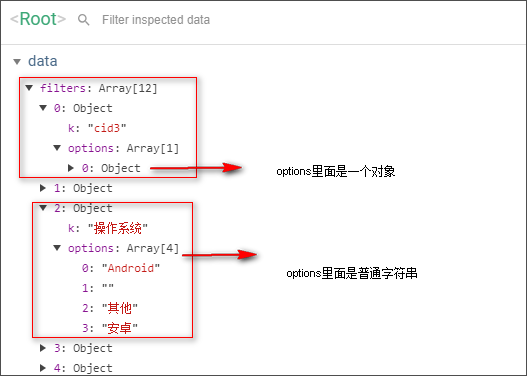 <Root> Filter inspected data
data
filters: Array[12]
0: Object
k: "cid3"
options: Array[1]
0: Object
options里面是一个对象
1: Object
2: Object
k: "操作系统"
options: Array[4]
0: "Android"
options里面是普通字符串
1: ""
2: "其他"
3: "安卓"
3: Object
4: Object